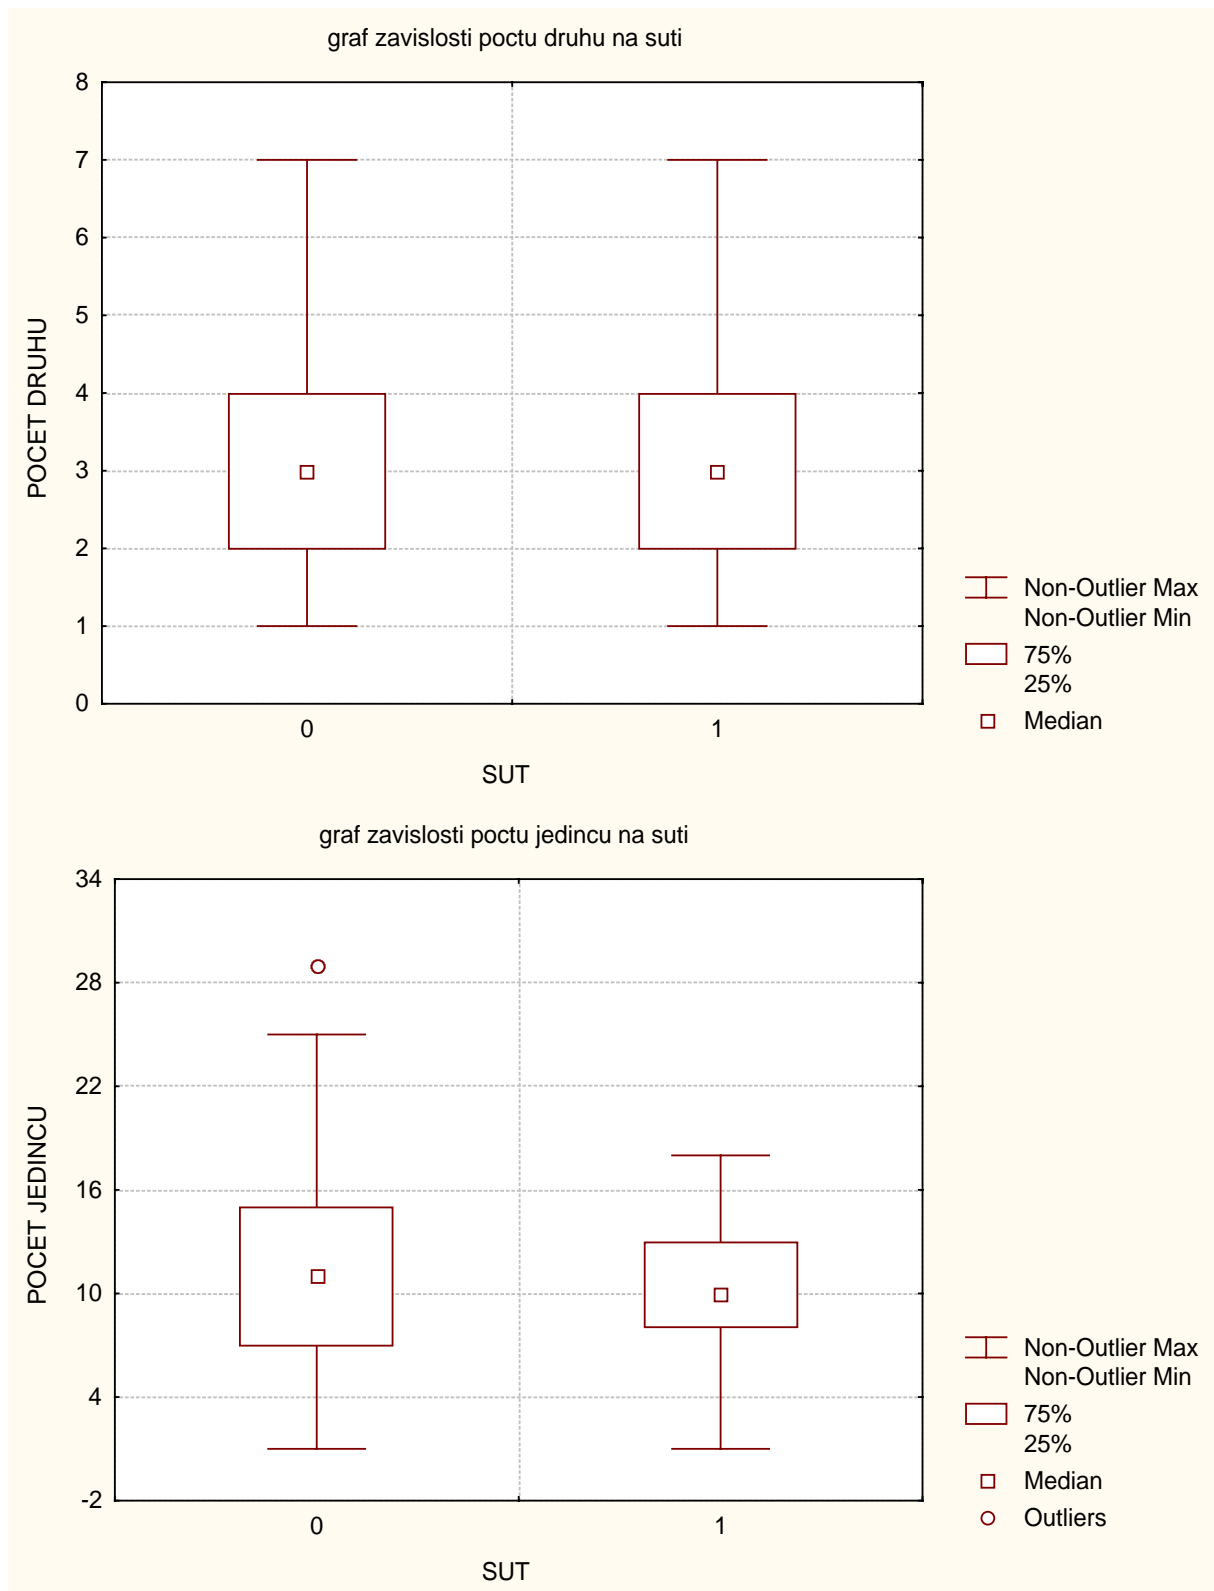 graf zavislosti poctu druhu na suti
8
7
6
5
4
3
2
1
0
POCET DRUHU
0 1
SUT
Non-Outlier Max
Non-Outlier Min
75%
25%
Median
graf zavislosti poctu jedincu na suti
34
28
22
16
10
4
-2
POCET JEDINCU
0 1
SUT
Non-Outlier Max
Non-Outlier Min
75%
25%
Median
Outliers